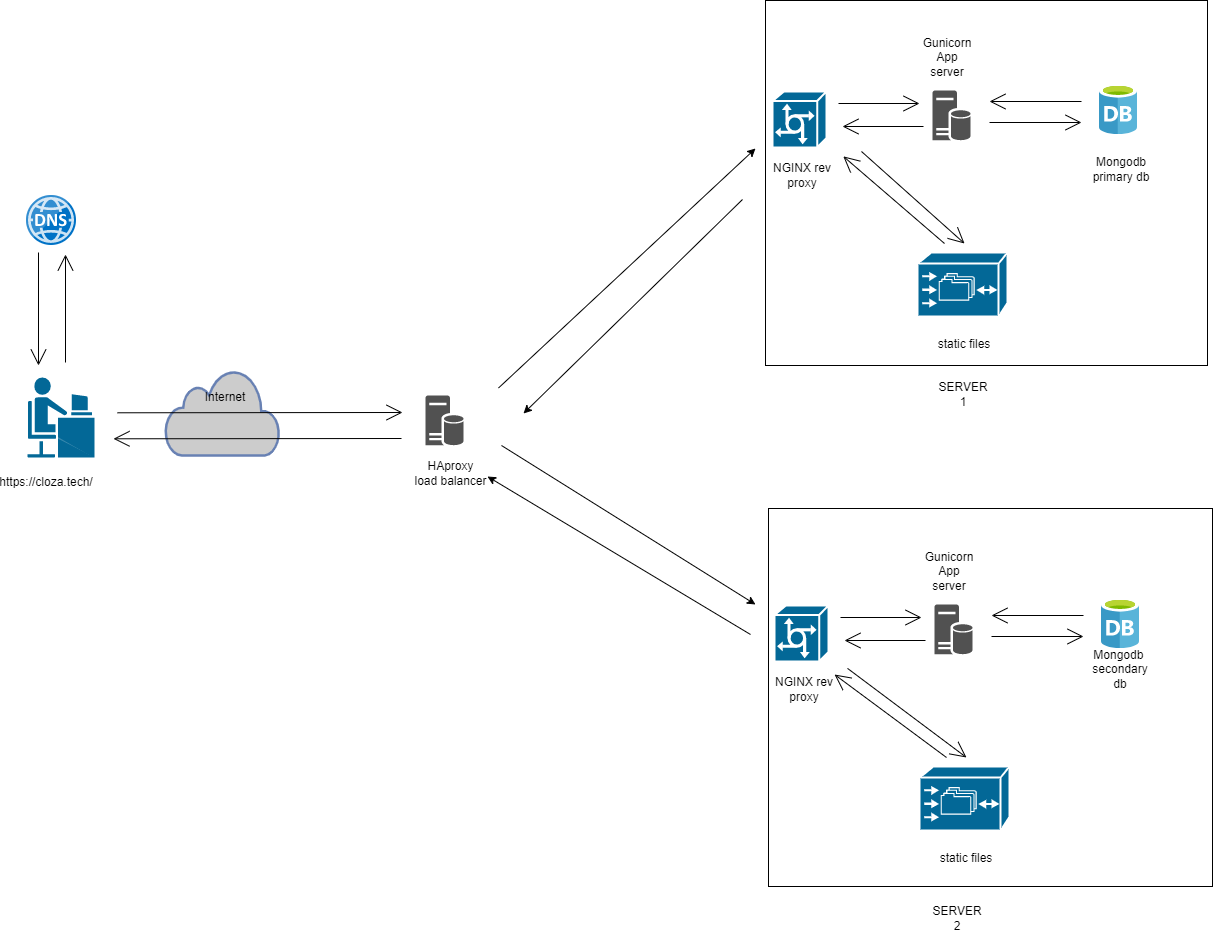 Gunicorn
App
server
DB
NGINX rev
proxy
Mongodb
primary db
static files
SERVER
1
DNS
Internet
https://cloza.tech/
HAproxy
load balancer
Gunicorn
App
server
DB
NGINX rev
proxy
Mongodb
secondary
db
static files
SERVER
2